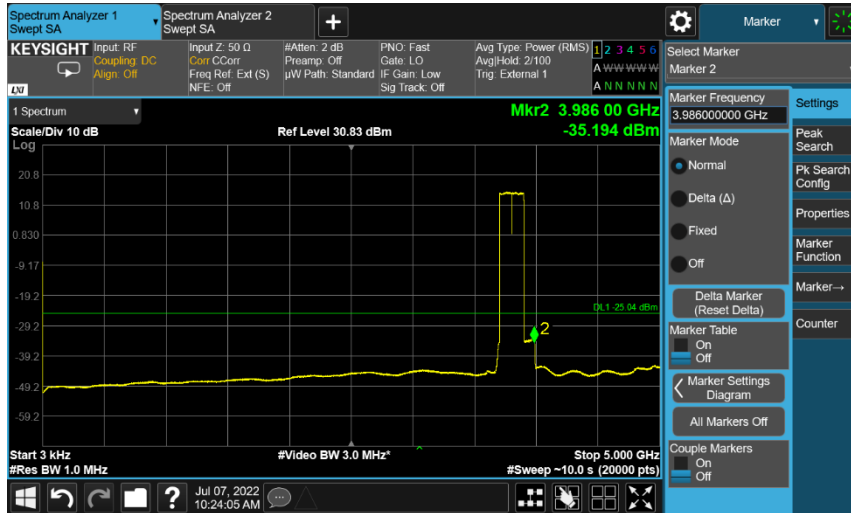 Spectrum Analyzer 1
Swept SA
Spectrum Analyzer 2
Swept SA
KEYSIGHT
LXI
Input: RF
Coupling: DC
Align: Off
Input Z: 50 Ω
Corr CCorr
Freq Ref: Ext (S)
NFE: Off
#Atten: 2 dB
Preamp: Off
µW Path: Standard
PNO: Fast
Gate: LO
IF Gain: Low
Sig Track: Off
Avg Type: Power (RMS)
Avg|Hold: 2/100
Trig: External 1
1 2 3 4 5 6
A W W W W W
A N N N N N
1 Spectrum
Scale/Div 10 dB
Log
Ref Level 30.83 dBm
Mkr2 3.986 00 GHz
-35.194 dBm
20.8
10.8
0.830
-9.17
-19.2
-29.2
-39.2
-49.2
-59.2
DL1 -25.04 dBm
2
Start 3 kHz
#Res BW 1.0 MHz
#Video BW 3.0 MHz*
Stop 5.000 GHz
#Sweep ~10.0 s (20000 pts)
?
Jul 07, 2022
10:24:05 AM
Marker
Select Marker
Marker 2
Marker Frequency
3.986000000 GHz
Marker Mode
Normal
Delta (Δ)
Fixed
Off
Delta Marker
(Reset Delta)
Marker Table
On
Off
Marker Settings
Diagram
All Markers Off
Couple Markers
On
Off
Settings
Peak
Search
Pk Search
Config
Properties
Marker
Function
Marker→
Counter